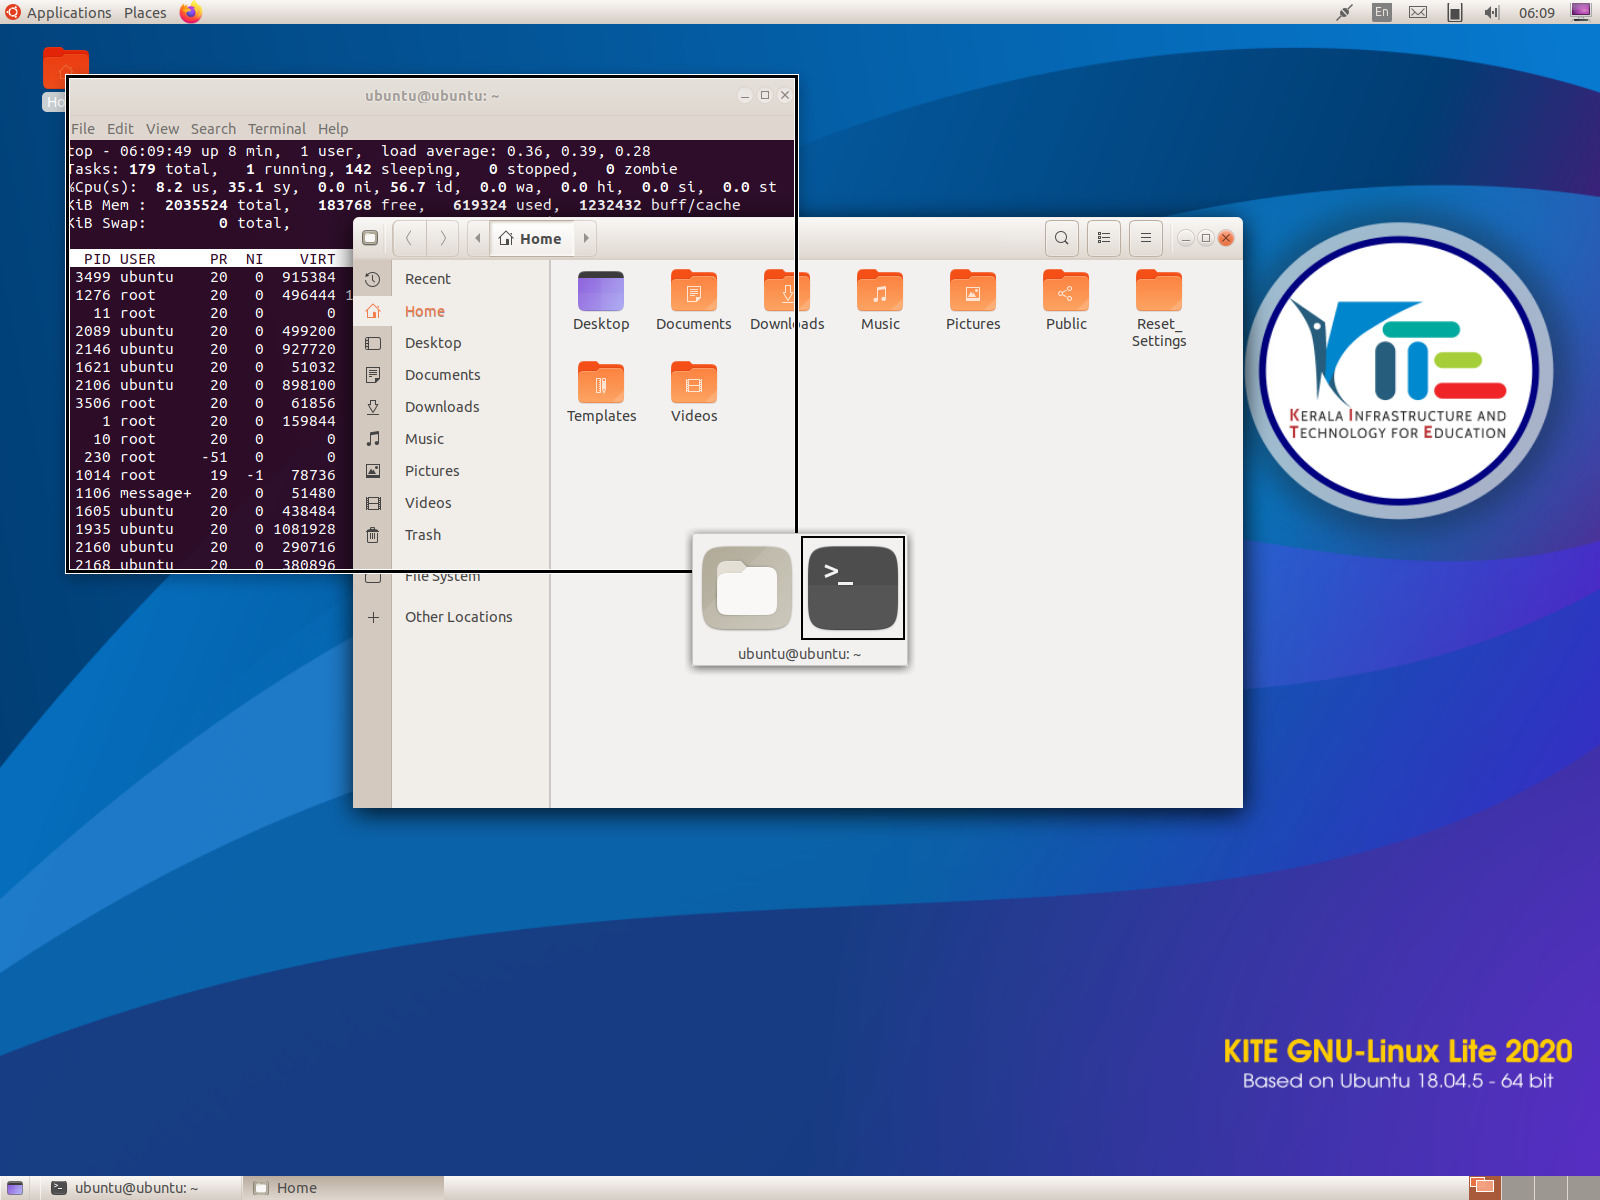 Applications Places
En
06:09
Ho
ubuntu@ubuntu: ~
File Edit View Search Terminal Help
top - 06:09:49 up 8 min,  1 user,  load average: 0.36, 0.39, 0.28
Tasks: 179 total,   1 running, 142 sleeping,   0 stopped,   0 zombie
%Cpu(s):  8.2 us, 35.1 sy,  0.0 ni, 56.7 id,  0.0 wa,  0.0 hi,  0.0 si,  0.0 st
KiB Mem :  2035524 total,   183768 free,   619324 used,  1232432 buff/cache
KiB Swap:        0 total,
PID USER      PR  NI    VIRT
3499 ubuntu    20   0  915384
1276 root      20   0  496444 1
11 root      20   0       0
2089 ubuntu    20   0  499200
2146 ubuntu    20   0  927720
1621 ubuntu    20   0   51032
2106 ubuntu    20   0  898100
3506 root      20   0   61856
1 root      20   0  159844
10 root      20   0       0
230 root     -51   0       0
1014 root      19  -1   78736
1106 message+  20   0   51480
1605 ubuntu    20   0  438484
1935 ubuntu    20   0 1081928
2160 ubuntu    20   0  290716
2168 ubuntu    20   0  380896
Home
Recent
Home
Desktop
Documents
Downloads
Music
Pictures
Videos
Trash
File System
Other Locations
Desktop Documents Downloads Music Pictures Public Reset_
Settings
Templates Videos
>_
ubuntu@ubuntu: ~
KITE
KERALA INFRASTRUCTURE AND
TECHNOLOGY FOR EDUCATION
KITE GNU-Linux Lite 2020
Based on Ubuntu 18.04.5 - 64 bit
ubuntu@ubuntu: ~
Home